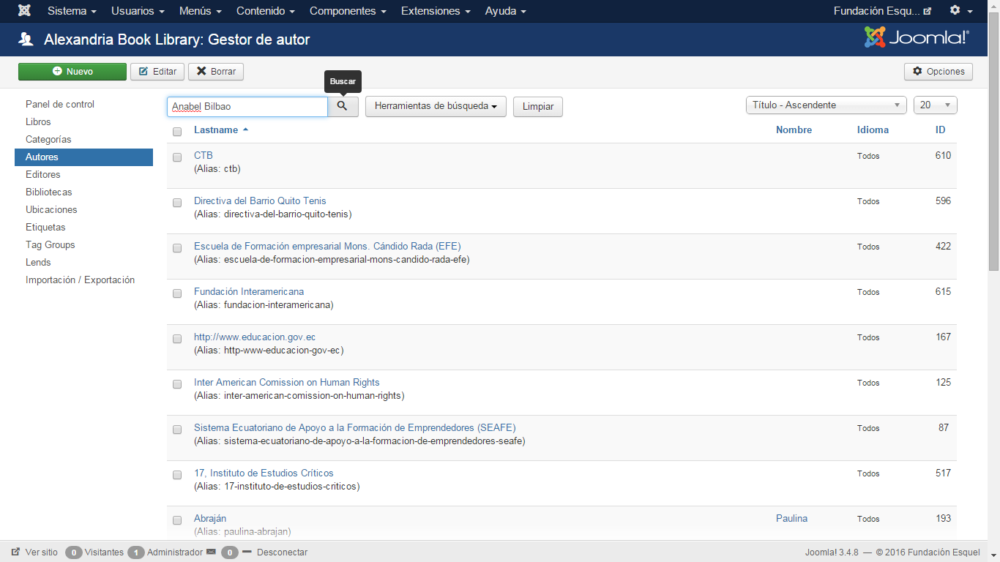 Sistema Usuarios Menús Contenido Componentes Extensiones Ayuda Fundación Esqu...
Alexandria Book Library: Gestor de autor Joomla!®
Nuevo Editar Borrar Opciones
Buscar
Panel de control
Libros
Categorías
Autores
Editores
Bibliotecas
Ubicaciones
Etiquetas
Tag Groups
Lends
Importación / Exportación
Anabel Bilbao Herramientas de búsqueda Limpiar Título - Ascendente 20
Lastname Nombre Idioma ID
CTB Todos 610
(Alias: ctb)
Directiva del Barrio Quito Tenis Todos 596
(Alias: directiva-del-barrio-quito-tenis)
Escuela de Formación empresarial Mons. Cándido Rada (EFE) Todos 422
(Alias: escuela-de-formacion-empresarial-mons-candido-rada-efe)
Fundación Interamericana Todos 615
(Alias: fundacion-interamericana)
http://www.educacion.gov.ec Todos 167
(Alias: http-www-educacion-gov-ec)
Inter American Comission on Human Rights Todos 125
(Alias: inter-american-comission-on-human-rights)
Sistema Ecuatoriano de Apoyo a la Formación de Emprendedores (SEAFE) Todos 87
(Alias: sistema-ecuatoriano-de-apoyo-a-la-formacion-de-emprendedores-seafe)
17, Instituto de Estudios Críticos Todos 517
(Alias: 17-instituto-de-estudios-criticos)
Abraján Paulina Todos 193
(Alias: paulina-abrajan)
Ver sitio 0 Visitantes 1 Administrador 0 Desconectar Joomla! 3.4.8 — © 2016 Fundación Esquel